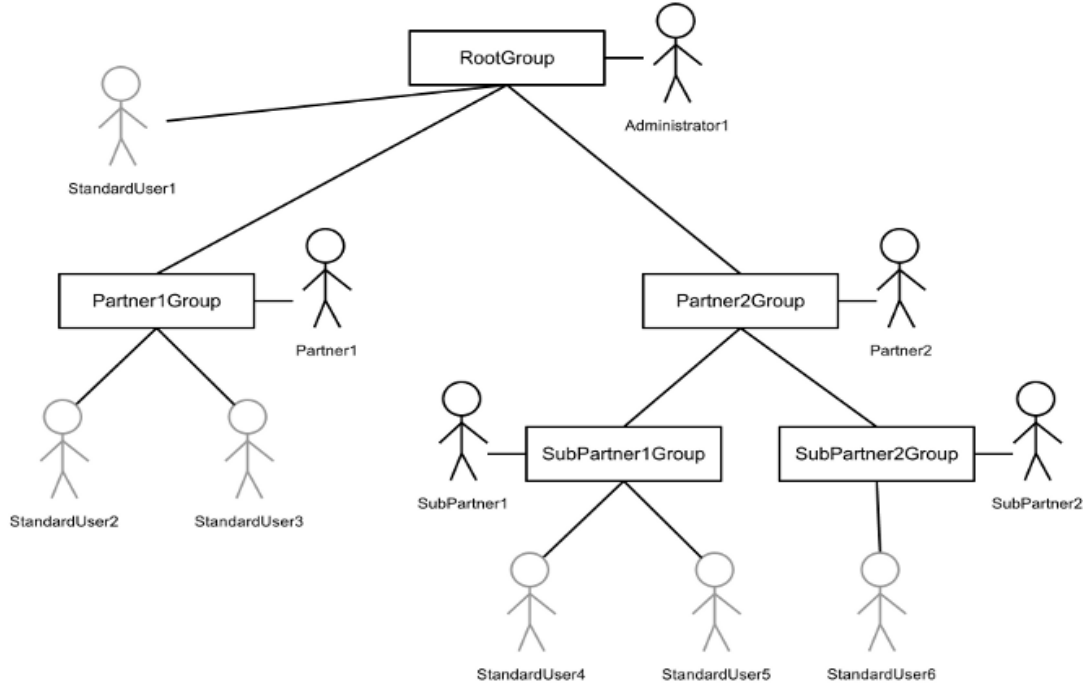 RootGroup
Administrator1
StandardUser1
Partner1Group
Partner1
Partner2Group
Partner2
SubPartner1
SubPartner1Group
SubPartner2Group
SubPartner2
StandardUser2
StandardUser3
StandardUser4
StandardUser5
StandardUser6